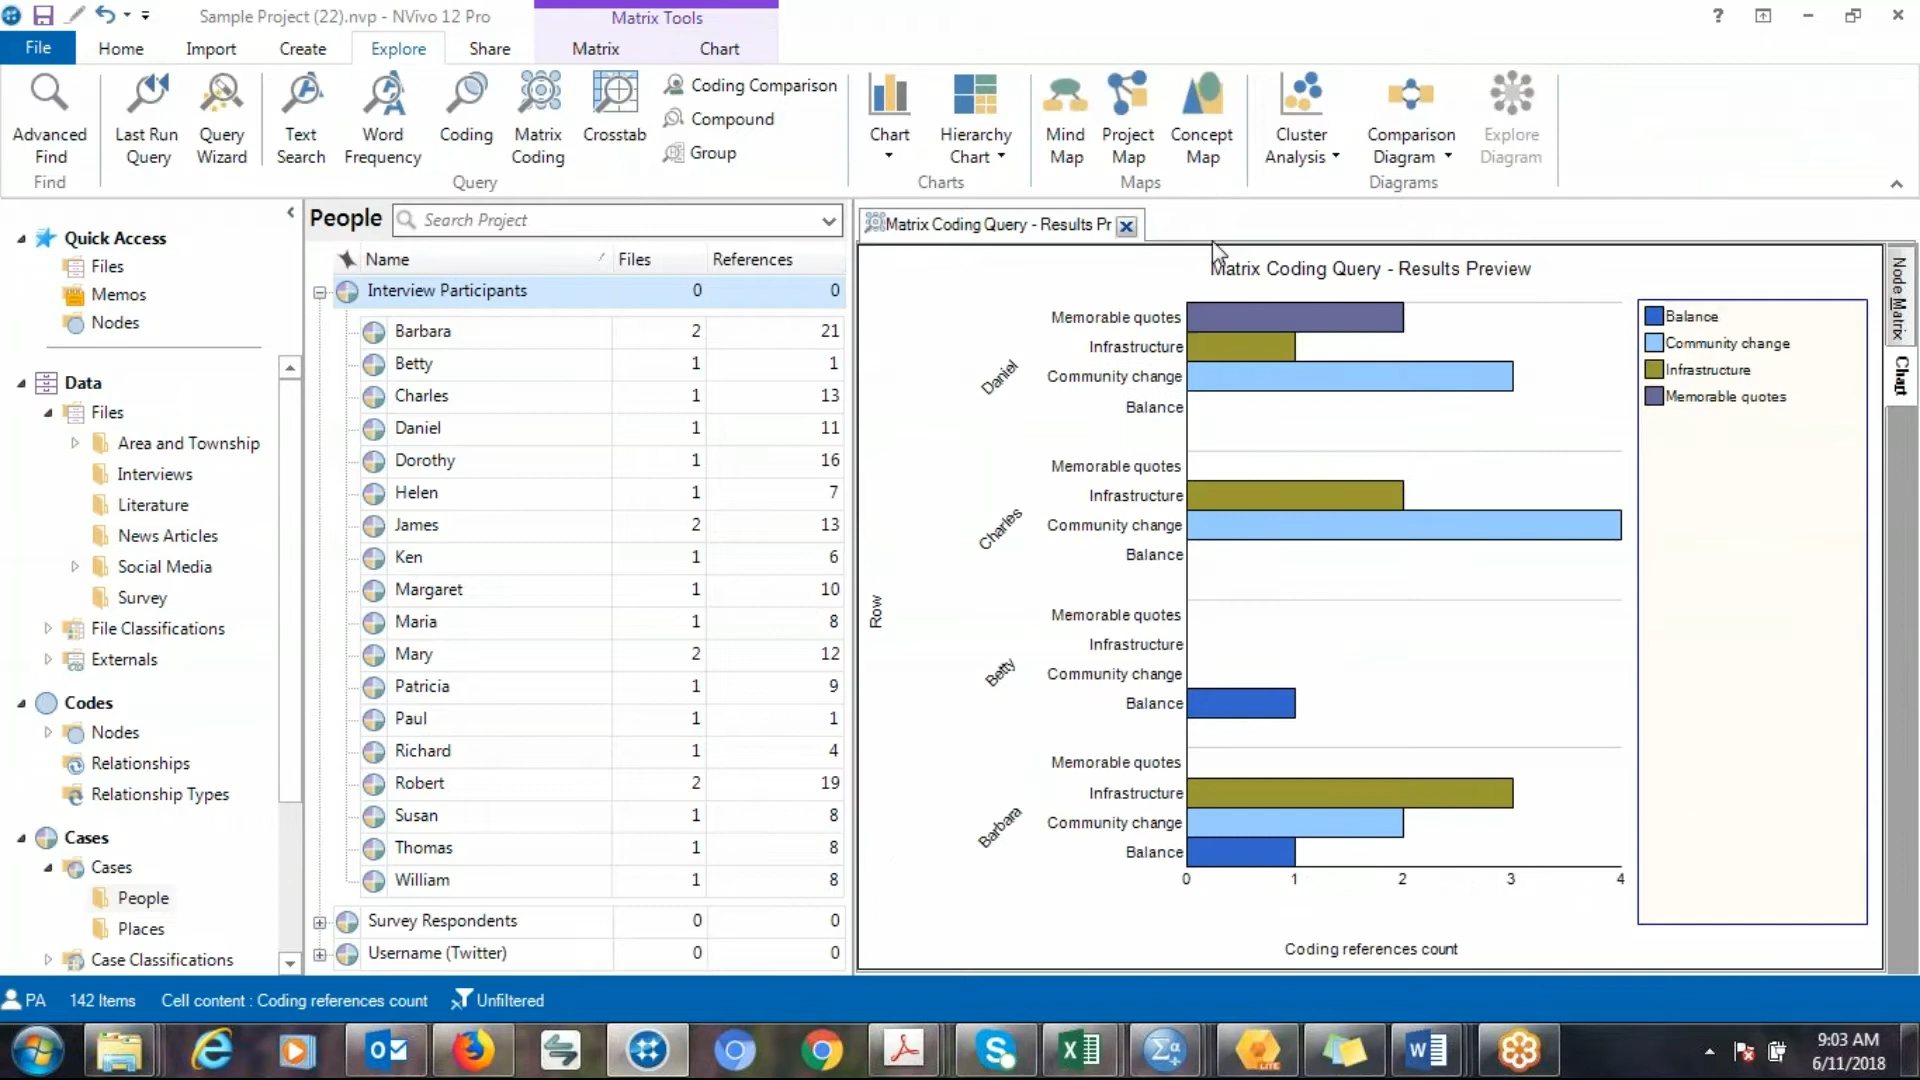 Sample Project (22).nvp - NVivo 12 Pro
Matrix Tools
?
File
Home
Import
Create
Explore
Share
Matrix
Chart
Advanced Find
Last Run Query
Query Wizard
Text Search
Word Frequency
Coding
Matrix Coding
Crosstab
Coding Comparison
Compound
Group
Chart
Hierarchy Chart
Mind Map
Project Map
Concept Map
Cluster Analysis
Comparison Diagram
Explore Diagram
Find
Query
Charts
Maps
Diagrams
Quick Access
Files
Memos
Nodes
Data
Files
Area and Township
Interviews
Literature
News Articles
Social Media
Survey
File Classifications
Externals
Codes
Nodes
Relationships
Relationship Types
Cases
Cases
People
Places
Case Classifications
People
Search Project
Name Files References
Interview Participants 0 0
Barbara 2 21
Betty 1 1
Charles 1 13
Daniel 1 11
Dorothy 1 16
Helen 1 7
James 2 13
Ken 1 6
Margaret 1 10
Maria 1 8
Mary 2 12
Patricia 1 9
Paul 1 1
Richard 1 4
Robert 2 19
Susan 1 8
Thomas 1 8
William 1 8
Survey Respondents 0 0
Username (Twitter) 0 0
Matrix Coding Query - Results Pr
Matrix Coding Query - Results Preview
Row
Daniel
Memorable quotes
Infrastructure
Community change
Balance
Charles
Memorable quotes
Infrastructure
Community change
Balance
Betty
Memorable quotes
Infrastructure
Community change
Balance
Barbara
Memorable quotes
Infrastructure
Community change
Balance
0 1 2 3 4
Coding references count
Balance
Community change
Infrastructure
Memorable quotes
Node Matrix
Chart
PA
142 Items
Cell content : Coding references count
Unfiltered
9:03 AM
6/11/2018